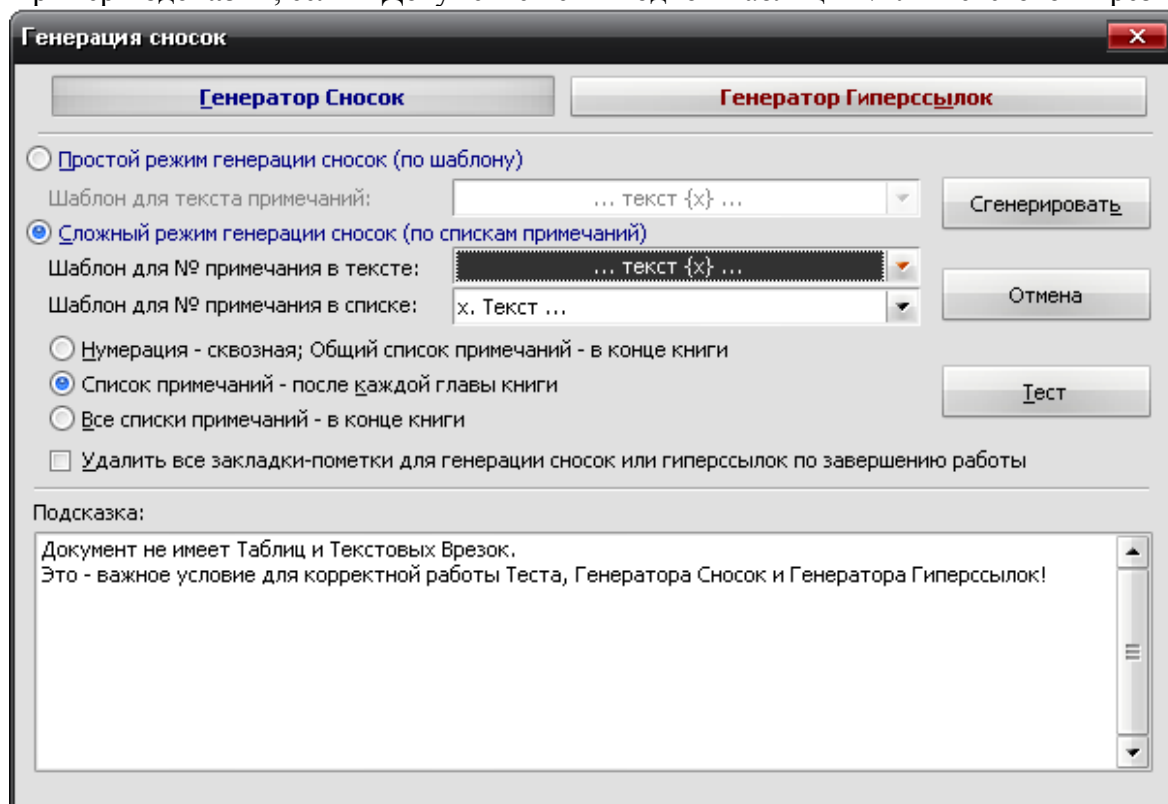 Генерация сносок
Генератор Сносок
Генератор Гиперссылок
Простой режим генерации сносок (по шаблону)
Шаблон для текста примечаний:
... текст {x} ...
Сгенерировать
Сложный режим генерации сносок (по спискам примечаний)
Шаблон для № примечания в тексте:
... текст {x} ...
Шаблон для № примечания в списке:
x. Текст ...
Отмена
Нумерация - сквозная; Общий список примечаний - в конце книги
Список примечаний - после каждой главы книги
Тест
Все списки примечаний - в конце книги
Удалить все закладки-пометки для генерации сносок или гиперссылок по завершению работы
Подсказка:
Документ не имеет Таблиц и Текстовых Врезок.
Это - важное условие для корректной работы Теста, Генератора Сносок и Генератора Гиперссылок!